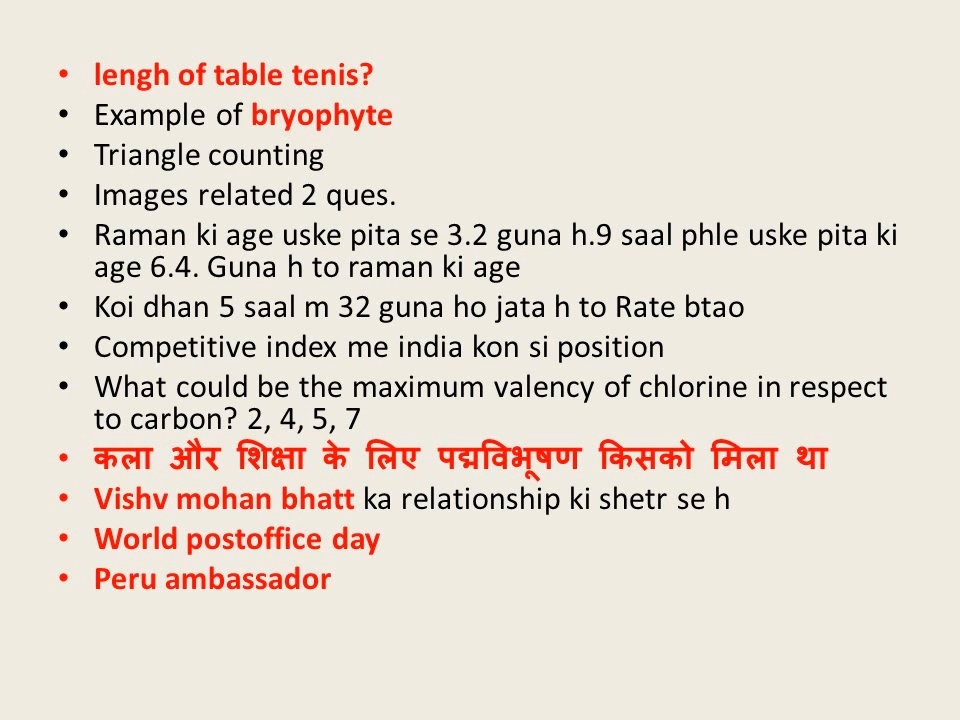 • lengh of table tenis?
• Example of bryophyte
• Triangle counting
• Images related 2 ques.
• Raman ki age uske pita se 3.2 guna h.9 saal phle uske pita ki
age 6.4. Guna h to raman ki age
• Koi dhan 5 saal m 32 guna ho jata h to Rate btao
• Competitive index me india kon si position
• What could be the maximum valency of chlorine in respect
to carbon? 2, 4, 5, 7
• कला और शिक्षा के लिए पद्मविभूषण किसको मिला था
• Vishv mohan bhatt ka relationship ki shetr se h
• World postoffice day
• Peru ambassador